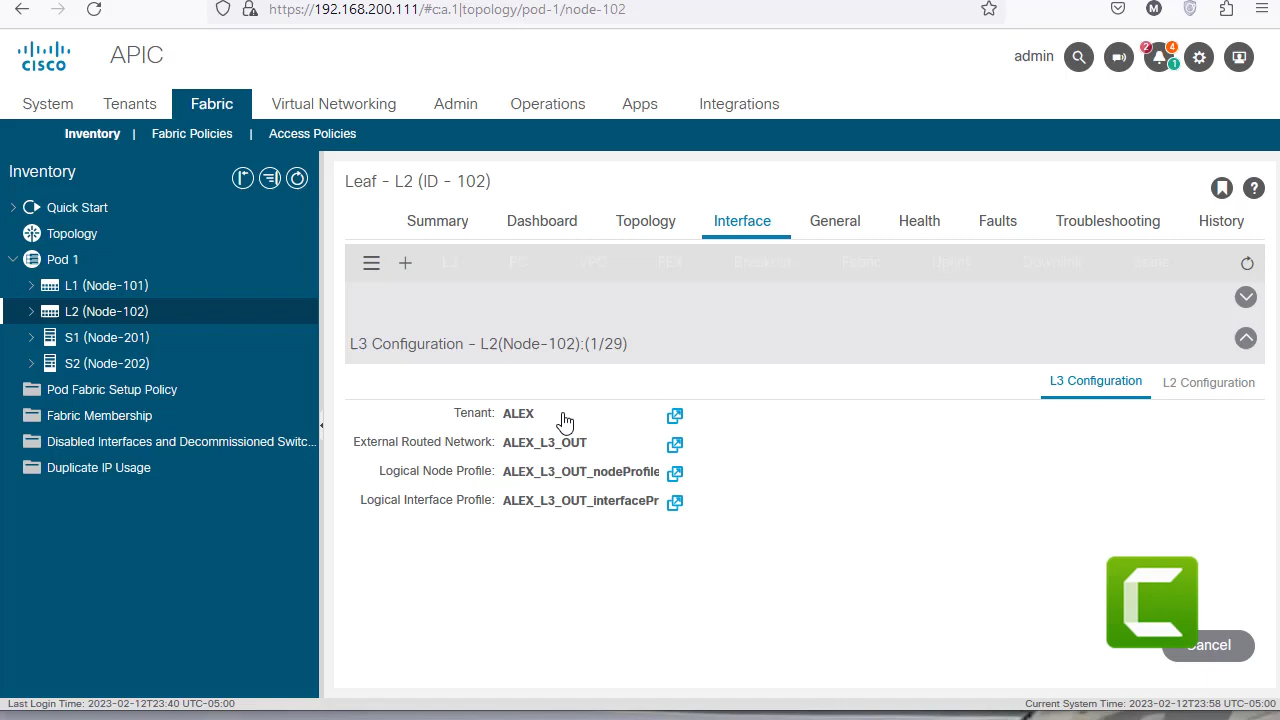 https://192.168.200.111/#c:a.1|topology/pod-1/node-102
CISCO
APIC
admin
2
4
1
System
Tenants
Fabric
Virtual Networking
Admin
Operations
Apps
Integrations
Inventory | Fabric Policies | Access Policies
Inventory
Quick Start
Topology
Pod 1
L1 (Node-101)
L2 (Node-102)
S1 (Node-201)
S2 (Node-202)
Pod Fabric Setup Policy
Fabric Membership
Disabled Interfaces and Decommissioned Switc...
Duplicate IP Usage
Leaf - L2 (ID - 102)
Summary
Dashboard
Topology
Interface
General
Health
Faults
Troubleshooting
History
L3 Configuration - L2(Node-102):(1/29)
L3 Configuration
L2 Configuration
Tenant: ALEX
External Routed Network: ALEX_L3_OUT
Logical Node Profile: ALEX_L3_OUT_nodeProfile
Logical Interface Profile: ALEX_L3_OUT_interfacePr
Cancel
Last Login Time: 2023-02-12T23:40 UTC-05:00
Current System Time: 2023-02-12T23:58 UTC-05:00